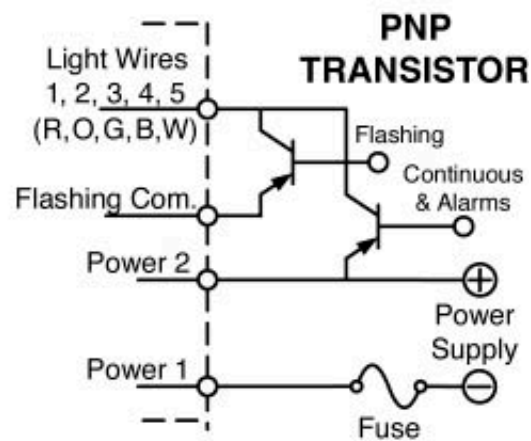 PNP
TRANSISTOR
Light Wires
1, 2, 3, 4, 5
(R,O,G,B,W)
Flashing
Continuous
& Alarms
Flashing Com.
Power 2
Power
Supply
Power 1
Fuse